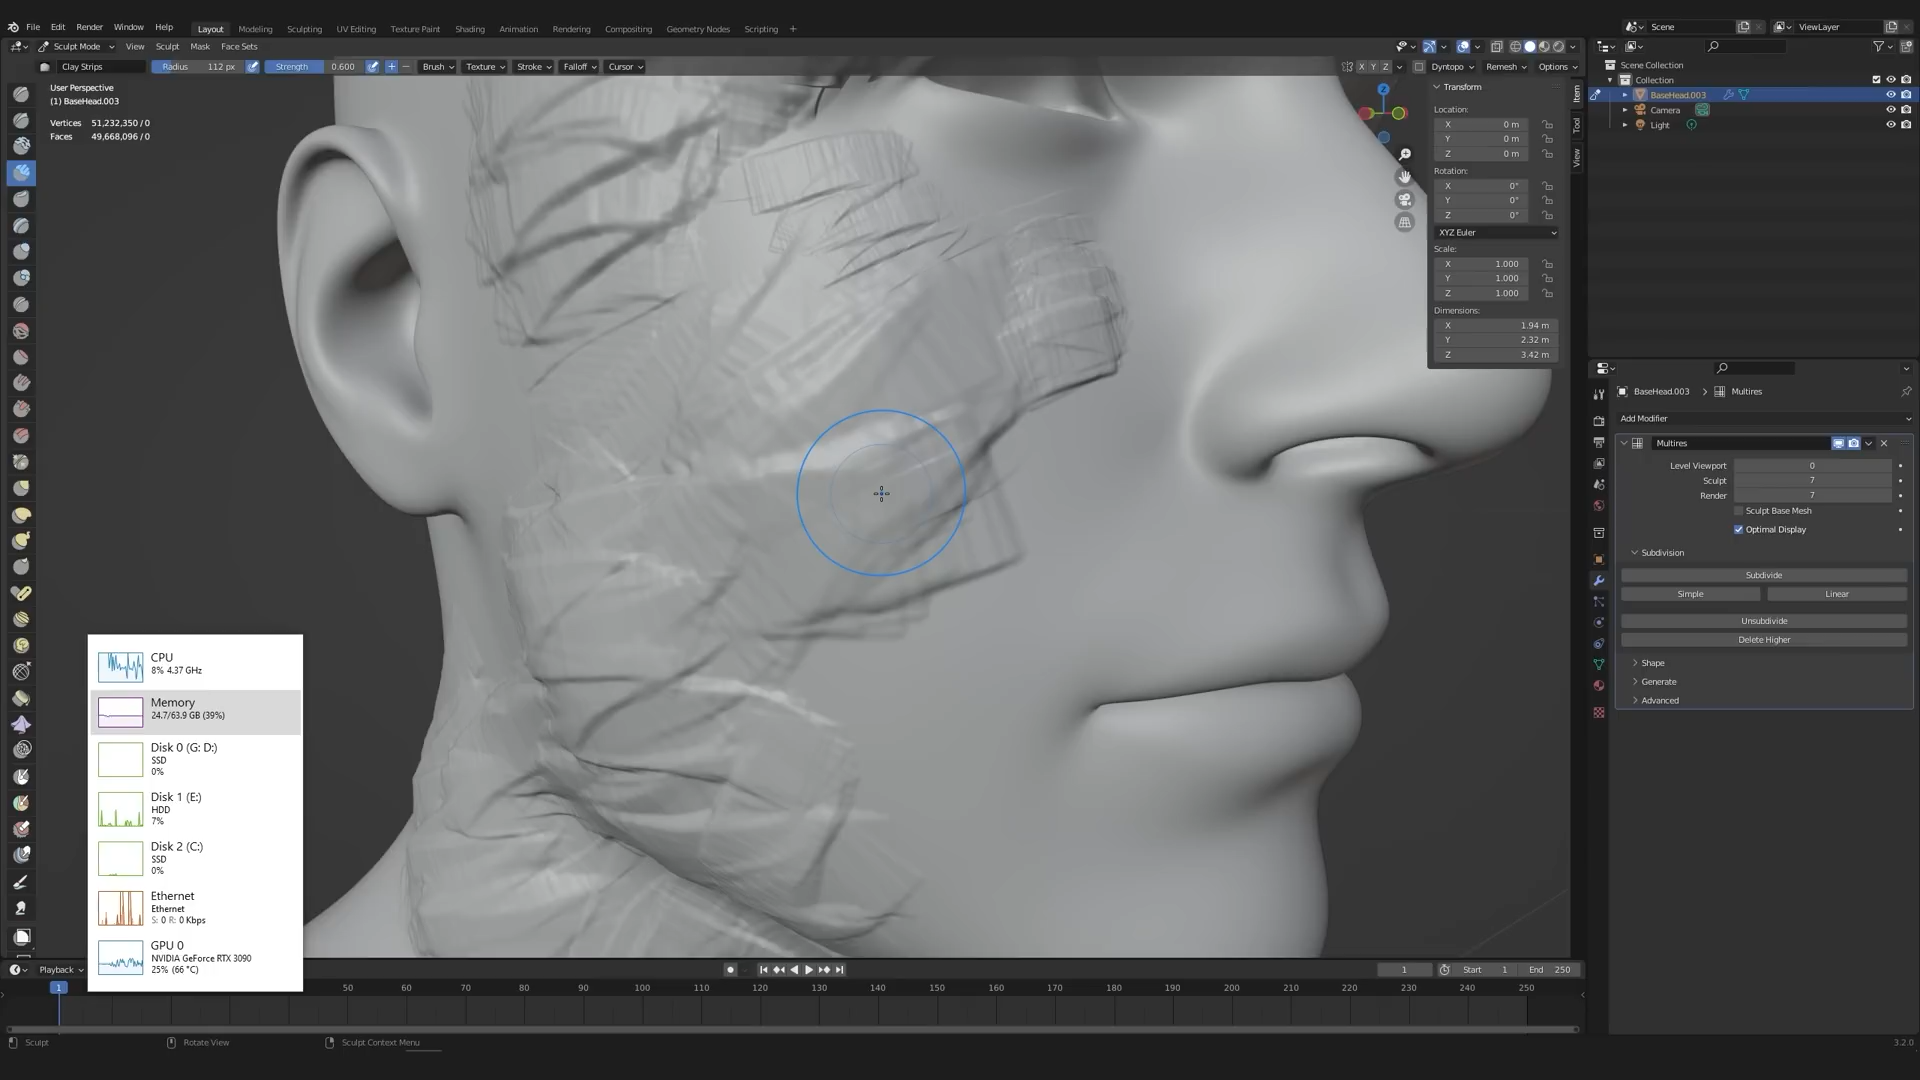 File Edit Render Window Help Layout Modeling Sculpting UV Editing Texture Paint Shading Animation Rendering Compositing Geometry Nodes Scripting + Scene ViewLayer
Sculpt Mode View Sculpt Mask Face Sets
Clay Strips Radius 112 px Strength 0.600 Brush Texture Stroke Falloff Cursor X Y Z Dyntopo Remesh Options
User Perspective
(1) BaseHead.003
Vertices 51,232,350 / 0
Faces 49,668,096 / 0
Z
Transform
Location:
X 0 m
Y 0 m
Z 0 m
Rotation:
X 0°
Y 0°
Z 0°
XYZ Euler
Scale:
X 1.000
Y 1.000
Z 1.000
Dimensions:
X 1.94 m
Y 2.32 m
Z 3.42 m
Item
Tool
View
Scene Collection
Collection
BaseHead.003
Camera
Light
BaseHead.003 > Multires
Add Modifier
Multires
Level Viewport 0
Sculpt 7
Render 7
Sculpt Base Mesh
Optimal Display
Subdivision
Subdivide
Simple Linear
Unsubdivide
Delete Higher
Shape
Generate
Advanced
CPU
8% 4.37 GHz
Memory
24.7/63.9 GB (39%)
Disk 0 (G: D:)
SSD
0%
Disk 1 (E:)
HDD
7%
Disk 2 (C:)
SSD
0%
Ethernet
Ethernet
S: 0 R: 0 Kbps
GPU 0
NVIDIA GeForce RTX 3090
25% (66 °C)
Playback 1 Start 1 End 250
1 50 60 70 80 90 100 110 120 130 140 150 160 170 180 190 200 210 220 230 240 250
Sculpt Rotate View Sculpt Context Menu 3.2.0